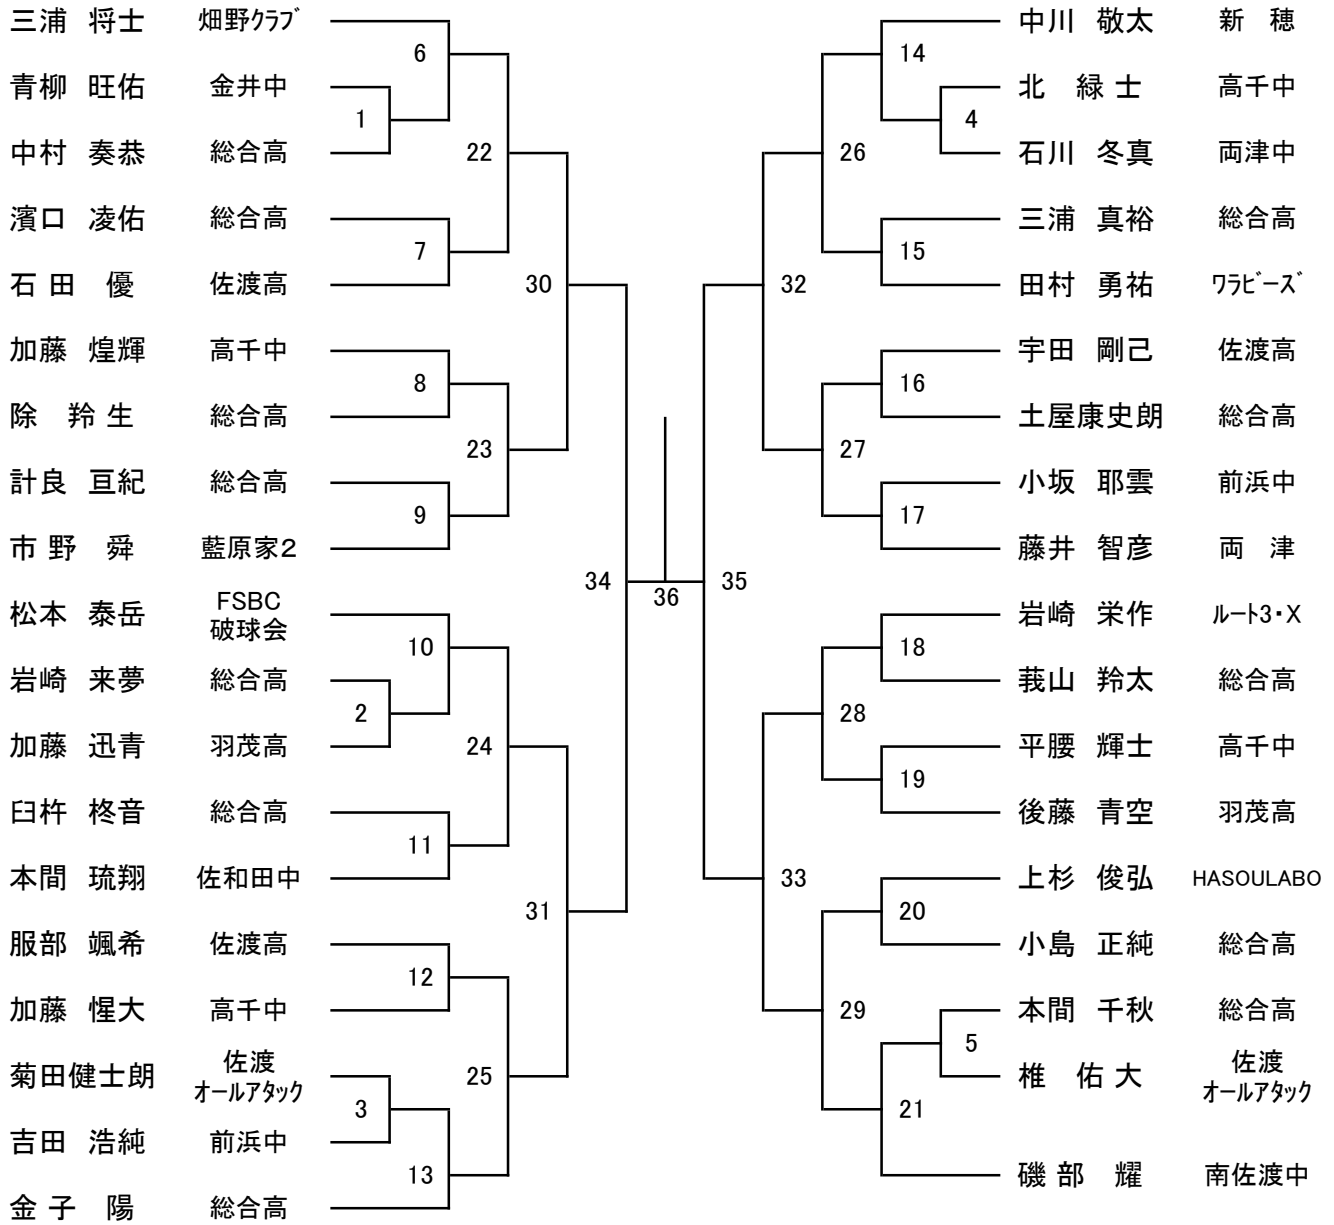 三浦 将士 畑野クラブ
青柳 旺佑 金井中
中村 奏恭 総合高
濱口 凌佑 総合高
石田 優 佐渡高
加藤 煌輝 高千中
除 羚生 総合高
計良 亘紀 総合高
市野 舜 藍原家2
松本 泰岳 FSBC
破球会
岩崎 来夢 総合高
加藤 迅青 羽茂高
臼杵 柊音 総合高
本間 琉翔 佐和田中
服部 颯希 佐渡高
加藤 惺大 高千中
菊田健士朗 佐渡
オールアタック
吉田 浩純 前浜中
金子 陽 総合高
6
1
22
7
30
8
23
9
34
10
2
24
11
31
12
25
3
13
36
14
4
26
15
32
16
27
17
35
18
28
19
33
20
29
5
21
中川 敬太 新 穂
北 緑士 高千中
石川 冬真 両津中
三浦 真裕 総合高
田村 勇祐 ワラビーズ
宇田 剛己 佐渡高
土屋康史朗 総合高
小坂 耶雲 前浜中
藤井 智彦 両 津
岩崎 栄作 ルート3・X
莪山 羚太 総合高
平腰 輝士 高千中
後藤 青空 羽茂高
上杉 俊弘 HASOULABO
小島 正純 総合高
本間 千秋 総合高
椎 佑大 佐渡
オールアタック
磯部 耀 南佐渡中